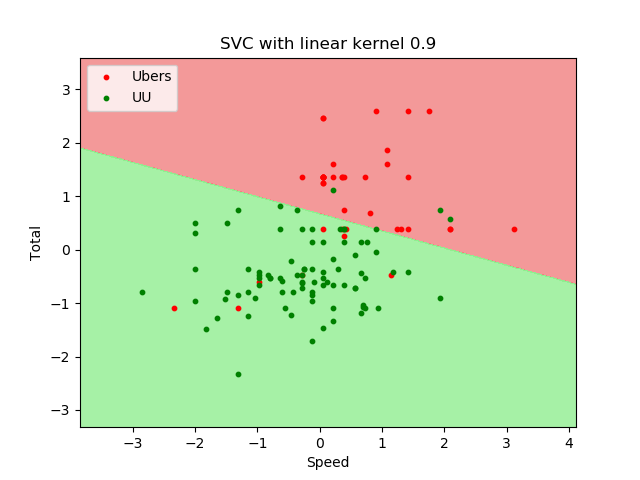 SVC with linear kernel 0.9
Ubers
UU
3
2
1
0
−1
−2
−3
Total
−3 −2 −1 0 1 2 3 4
Speed